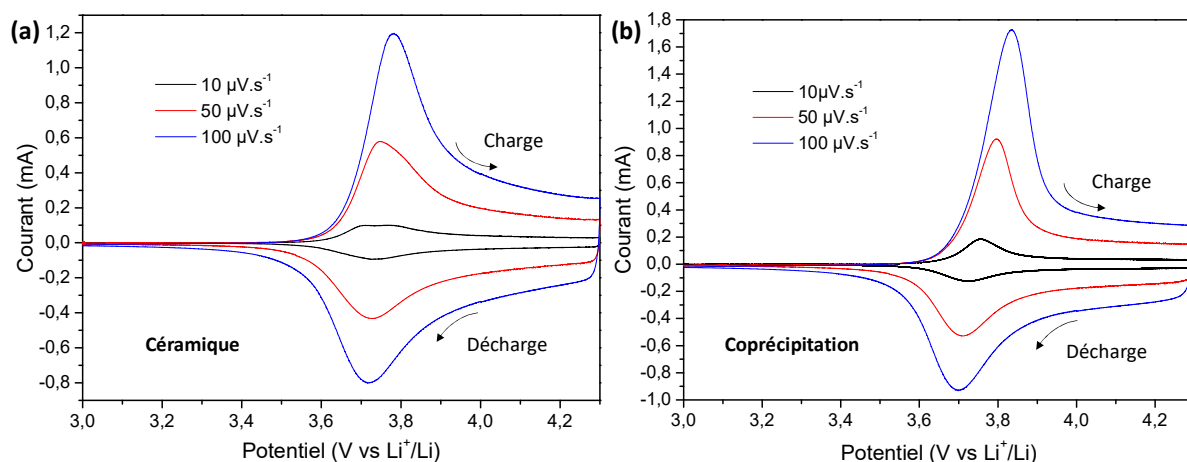 (a)
1,2
1,0
0,8
0,6
0,4
0,2
0,0
-0,2
-0,4
-0,6
-0,8
Courant (mA)
10 µV.s⁻¹
50 µV.s⁻¹
100 µV.s⁻¹
Charge
Décharge
Céramique
3,0 3,2 3,4 3,6 3,8 4,0 4,2
Potentiel (V vs Li⁺/Li)
(b)
1,8
1,6
1,4
1,2
1,0
0,8
0,6
0,4
0,2
0,0
-0,2
-0,4
-0,6
-0,8
-1,0
Courant (mA)
10µV.s⁻¹
50 µV.s⁻¹
100 µV.s⁻¹
Charge
Décharge
Coprécipitation
3,0 3,2 3,4 3,6 3,8 4,0 4,2
Potentiel (V vs Li⁺/Li)